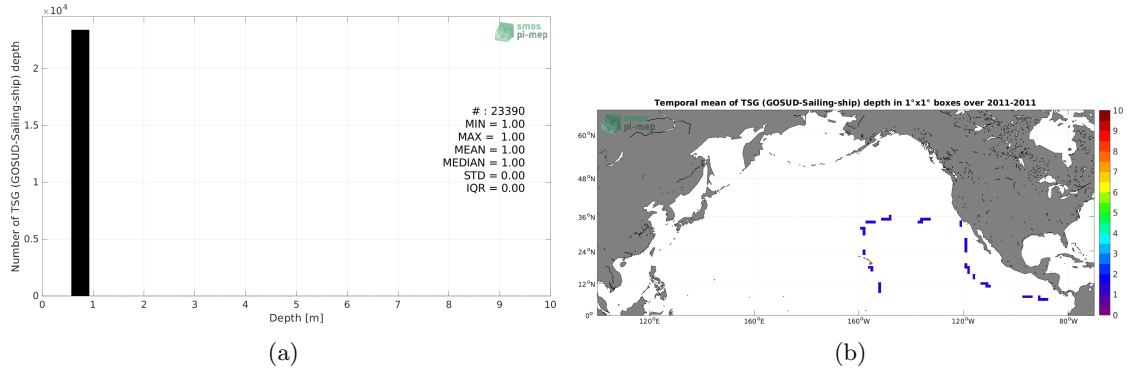 ×10⁴
smos
pi-mep
Number of TSG (GOSUD-Sailing-ship) depth
2
1.5
1
0.5
0
# : 23390
MIN = 1.00
MAX = 1.00
MEAN = 1.00
MEDIAN = 1.00
STD = 0.00
IQR = 0.00
0 1 2 3 4 5 6 7 8 9 10
Depth [m]
(a)
Temporal mean of TSG (GOSUD-Sailing-ship) depth in 1°x1° boxes over 2011-2011
smos
pi-mep
60°N
48°N
36°N
24°N
12°N
0°
120°E 160°E 160°W 120°W 80°W
10
9
8
7
6
5
4
3
2
1
0
(b)